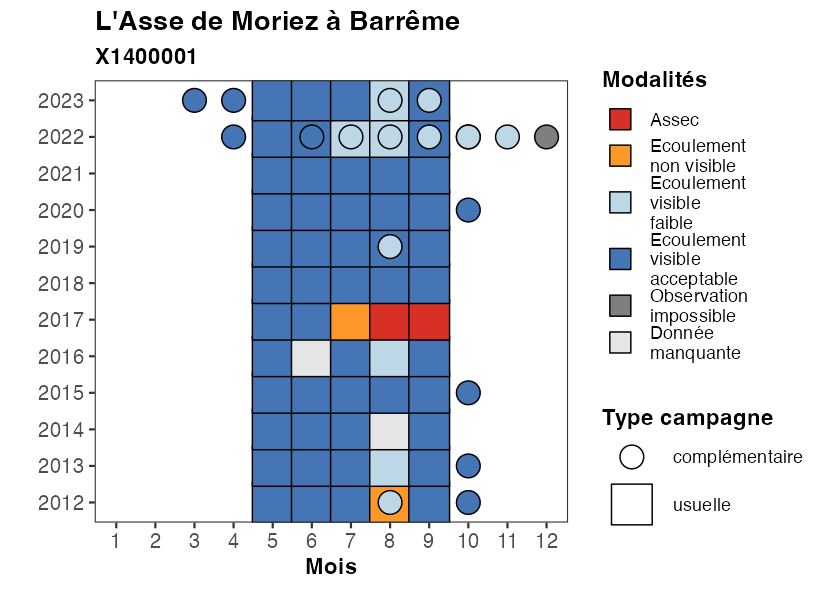 L'Asse de Moriez à Barrême
X1400001
2023
2022
2021
2020
2019
2018
2017
2016
2015
2014
2013
2012
1 2 3 4 5 6 7 8 9 10 11 12
Mois
Modalités
Assec
Ecoulement
non visible
Ecoulement
visible
faible
Ecoulement
visible
acceptable
Observation
impossible
Donnée
manquante
Type campagne
complémentaire
usuelle